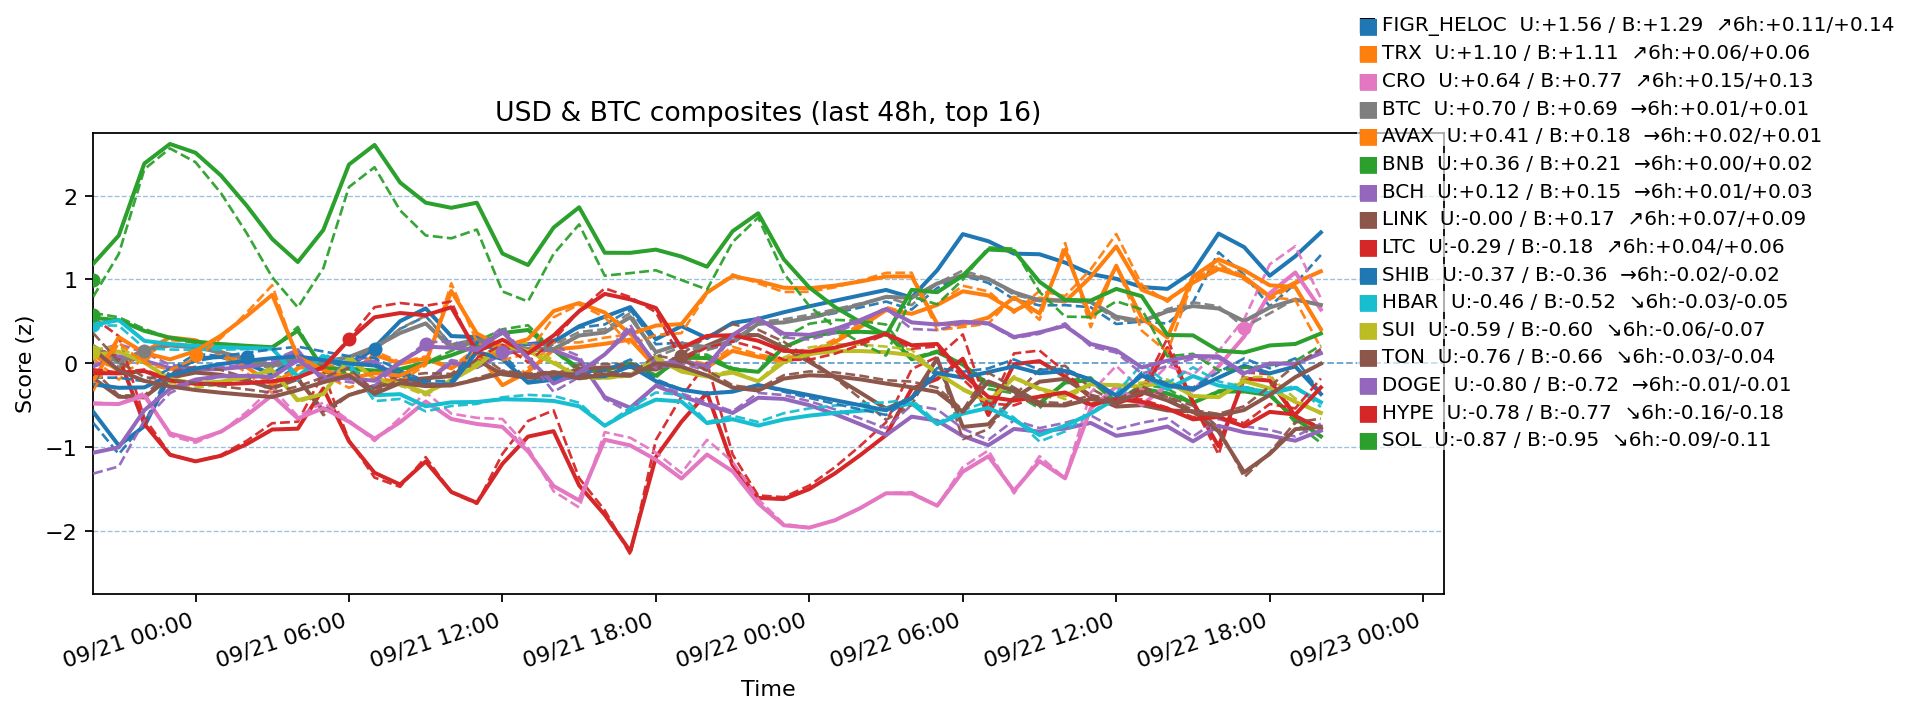 FIGR_HELOC U:+1.56 / B:+1.29 ↗6h:+0.11/+0.14
TRX U:+1.10 / B:+1.11 ↗6h:+0.06/+0.06
CRO U:+0.64 / B:+0.77 ↗6h:+0.15/+0.13
BTC U:+0.70 / B:+0.69 →6h:+0.01/+0.01
AVAX U:+0.41 / B:+0.18 →6h:+0.02/+0.01
BNB U:+0.36 / B:+0.21 →6h:+0.00/+0.02
BCH U:+0.12 / B:+0.15 →6h:+0.01/+0.03
LINK U:-0.00 / B:+0.17 ↗6h:+0.07/+0.09
LTC U:-0.29 / B:-0.18 ↗6h:+0.04/+0.06
SHIB U:-0.37 / B:-0.36 →6h:-0.02/-0.02
HBAR U:-0.46 / B:-0.52 ↘6h:-0.03/-0.05
SUI U:-0.59 / B:-0.60 ↘6h:-0.06/-0.07
TON U:-0.76 / B:-0.66 ↘6h:-0.03/-0.04
DOGE U:-0.80 / B:-0.72 →6h:-0.01/-0.01
HYPE U:-0.78 / B:-0.77 ↘6h:-0.16/-0.18
SOL U:-0.87 / B:-0.95 ↘6h:-0.09/-0.11
USD & BTC composites (last 48h, top 16)
Score (z)
2
1
0
−1
−2
09/21 00:00
09/21 06:00
09/21 12:00
09/21 18:00
09/22 00:00
09/22 06:00
09/22 12:00
09/22 18:00
09/23 00:00
Time